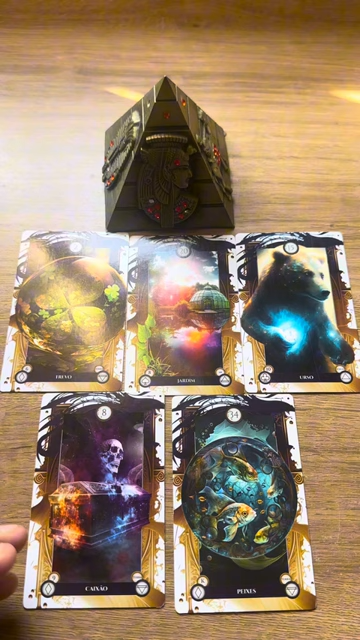 TREVO
JARDIM
URSO
8
CAIXÃO
34
PEIXES